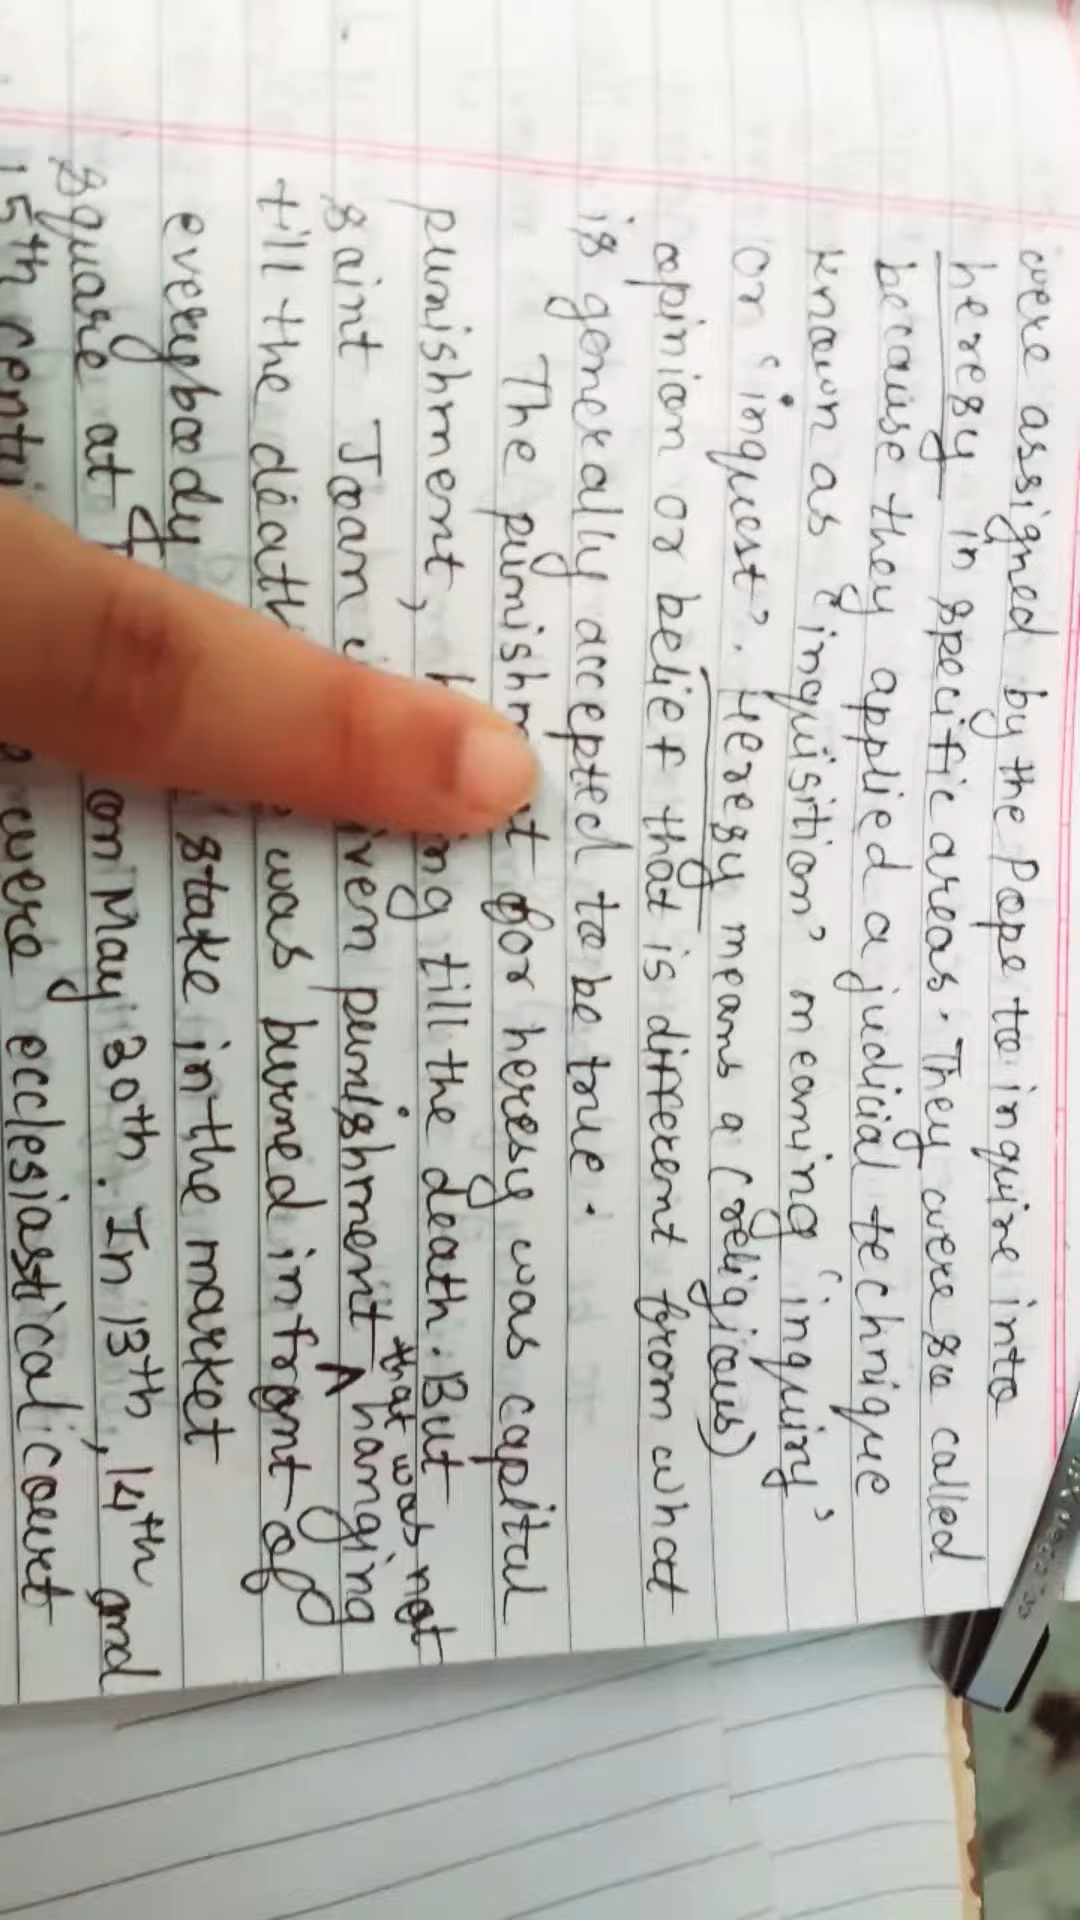 were assigned by the Pope to inquire into
heresy in specific areas. They were so called
because they applied a judicial technique
known as 'inquisition' meaning 'inquiry'
or 'inquest'. Heresy means a (religious)
opinion or belief that is different from what
is generally accepted to be true.
The punishm t for heresy was capital
punishment, ng till the death. But
that was not
saint Joan iven punishment ^ hanging
till the death was burned in front of
everybody stake in the market
square at on May 30th. In 13th, 14th and
15th centu were ecclesiastical court